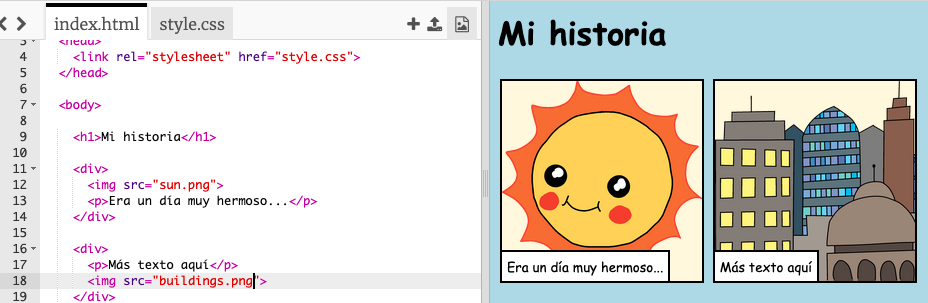 index.html style.css
3 <head>
4 <link rel="stylesheet" href="style.css">
5 </head>
6
7 <body>
8
9 <h1>Mi historia</h1>
10
11 <div>
12 <img src="sun.png">
13 <p>Era un día muy hermoso...</p>
14 </div>
15
16 <div>
17 <p>Más texto aquí</p>
18 <img src="buildings.png">
19 </div>
Mi historia
Era un día muy hermoso...
Más texto aquí